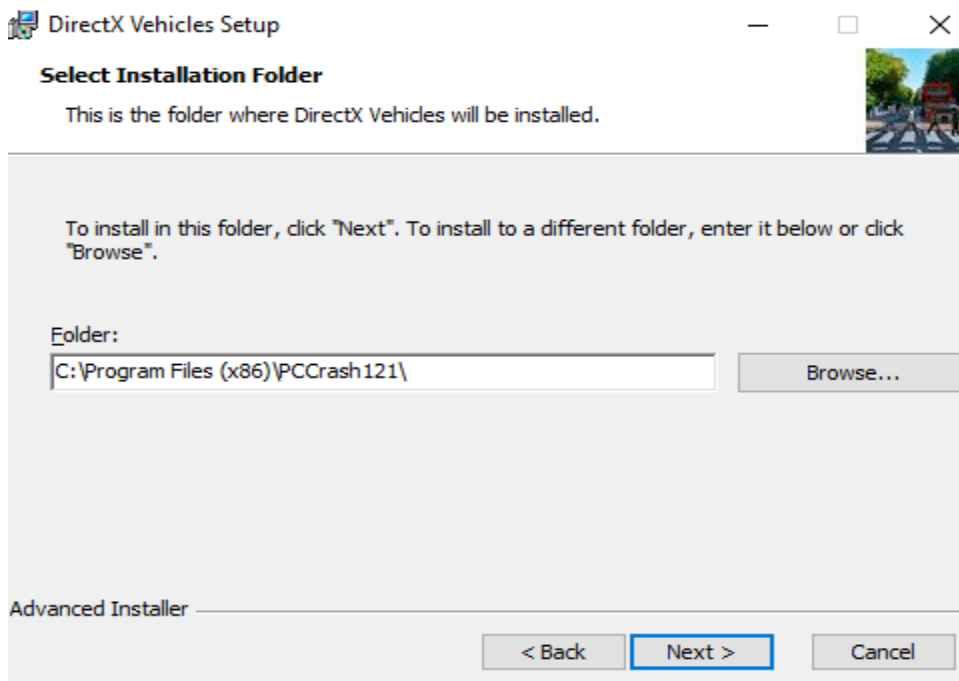 DirectX Vehicles Setup
Select Installation Folder
This is the folder where DirectX Vehicles will be installed.
To install in this folder, click "Next". To install to a different folder, enter it below or click
"Browse".
Folder:
C:\Program Files (x86)\PCCrash121\
Browse...
Advanced Installer
< Back
Next >
Cancel